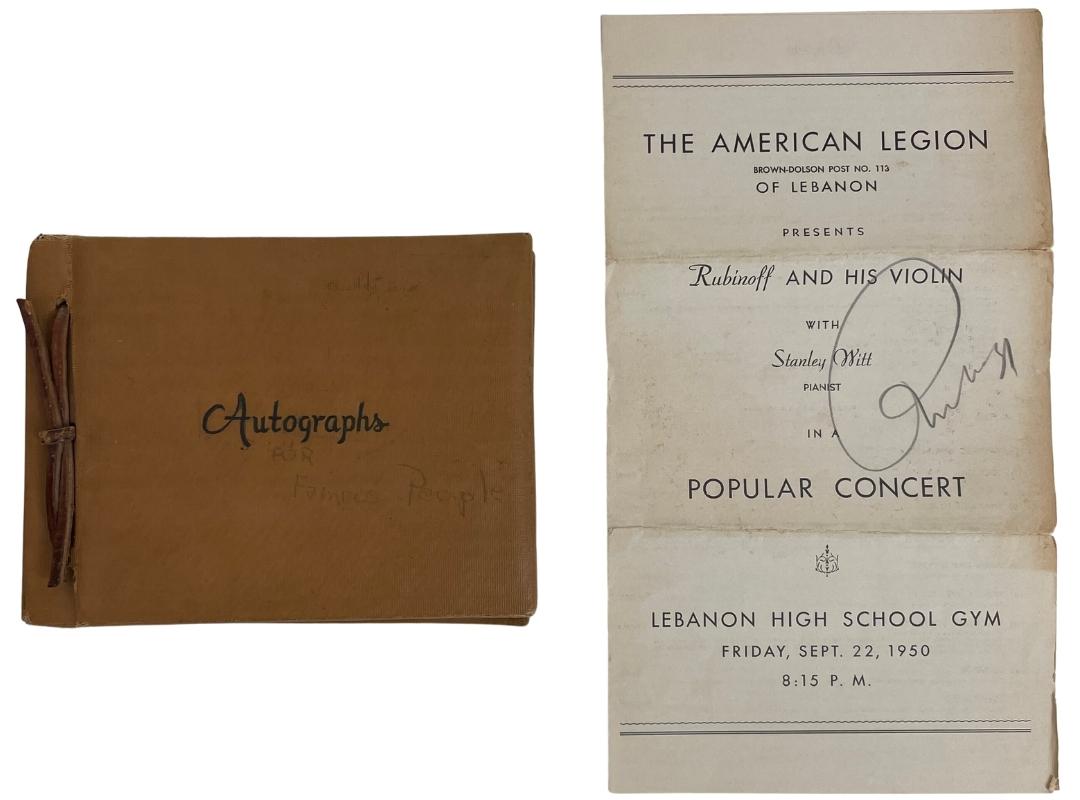 Autographs
FOR
Famous People
THE AMERICAN LEGION
BROWN-DOLSON POST NO. 113
OF LEBANON
PRESENTS
Rubinoff AND HIS VIOLIN
WITH
Stanley Witt
PIANIST
IN A
POPULAR CONCERT
LEBANON HIGH SCHOOL GYM
FRIDAY, SEPT. 22, 1950
8:15 P. M.